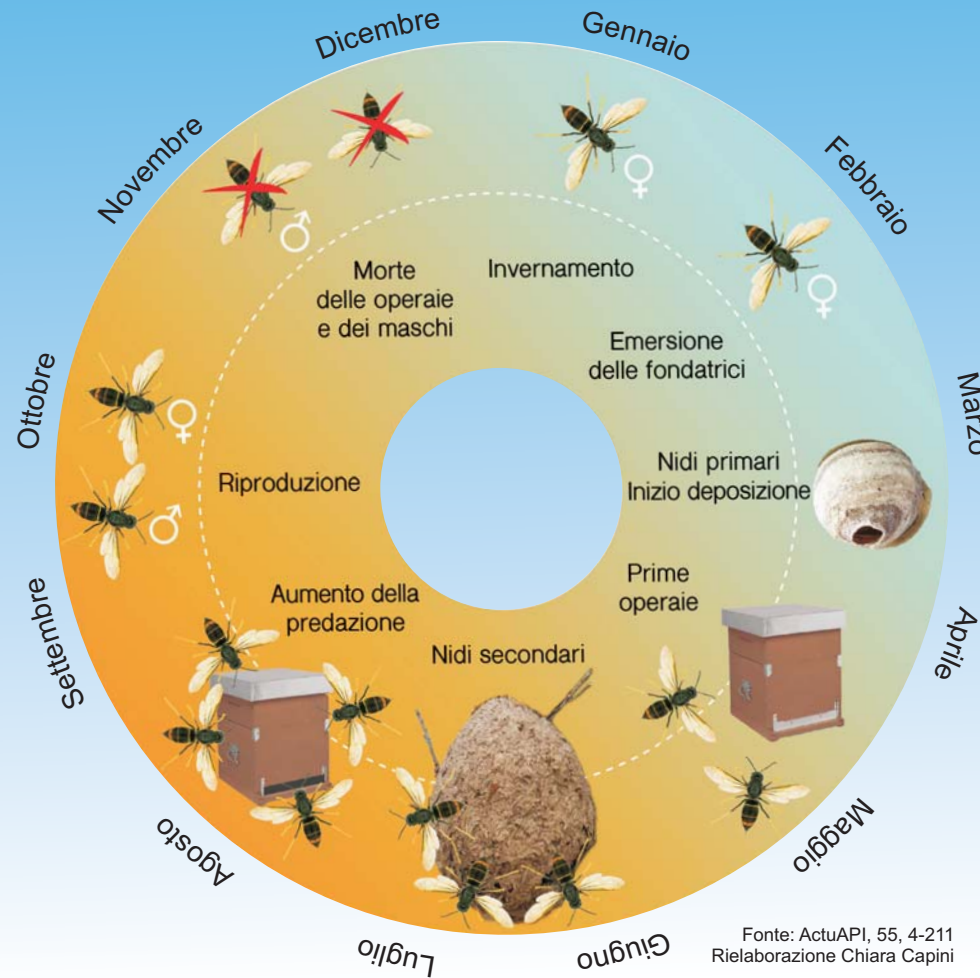 Dicembre
Gennaio
Novembre
Febbraio
Ottobre
Marzo
Settembre
Aprile
Agosto
Maggio
Luglio
Giugno
Morte
delle operaie
e dei maschi
Invernamento
Emersione
delle fondatrici
Nidi primari
Inizio deposizione
Prime
operaie
Nidi secondari
Aumento della
predazione
Riproduzione
Fonte: ActuAPI, 55, 4-211
Rielaborazione Chiara Capini